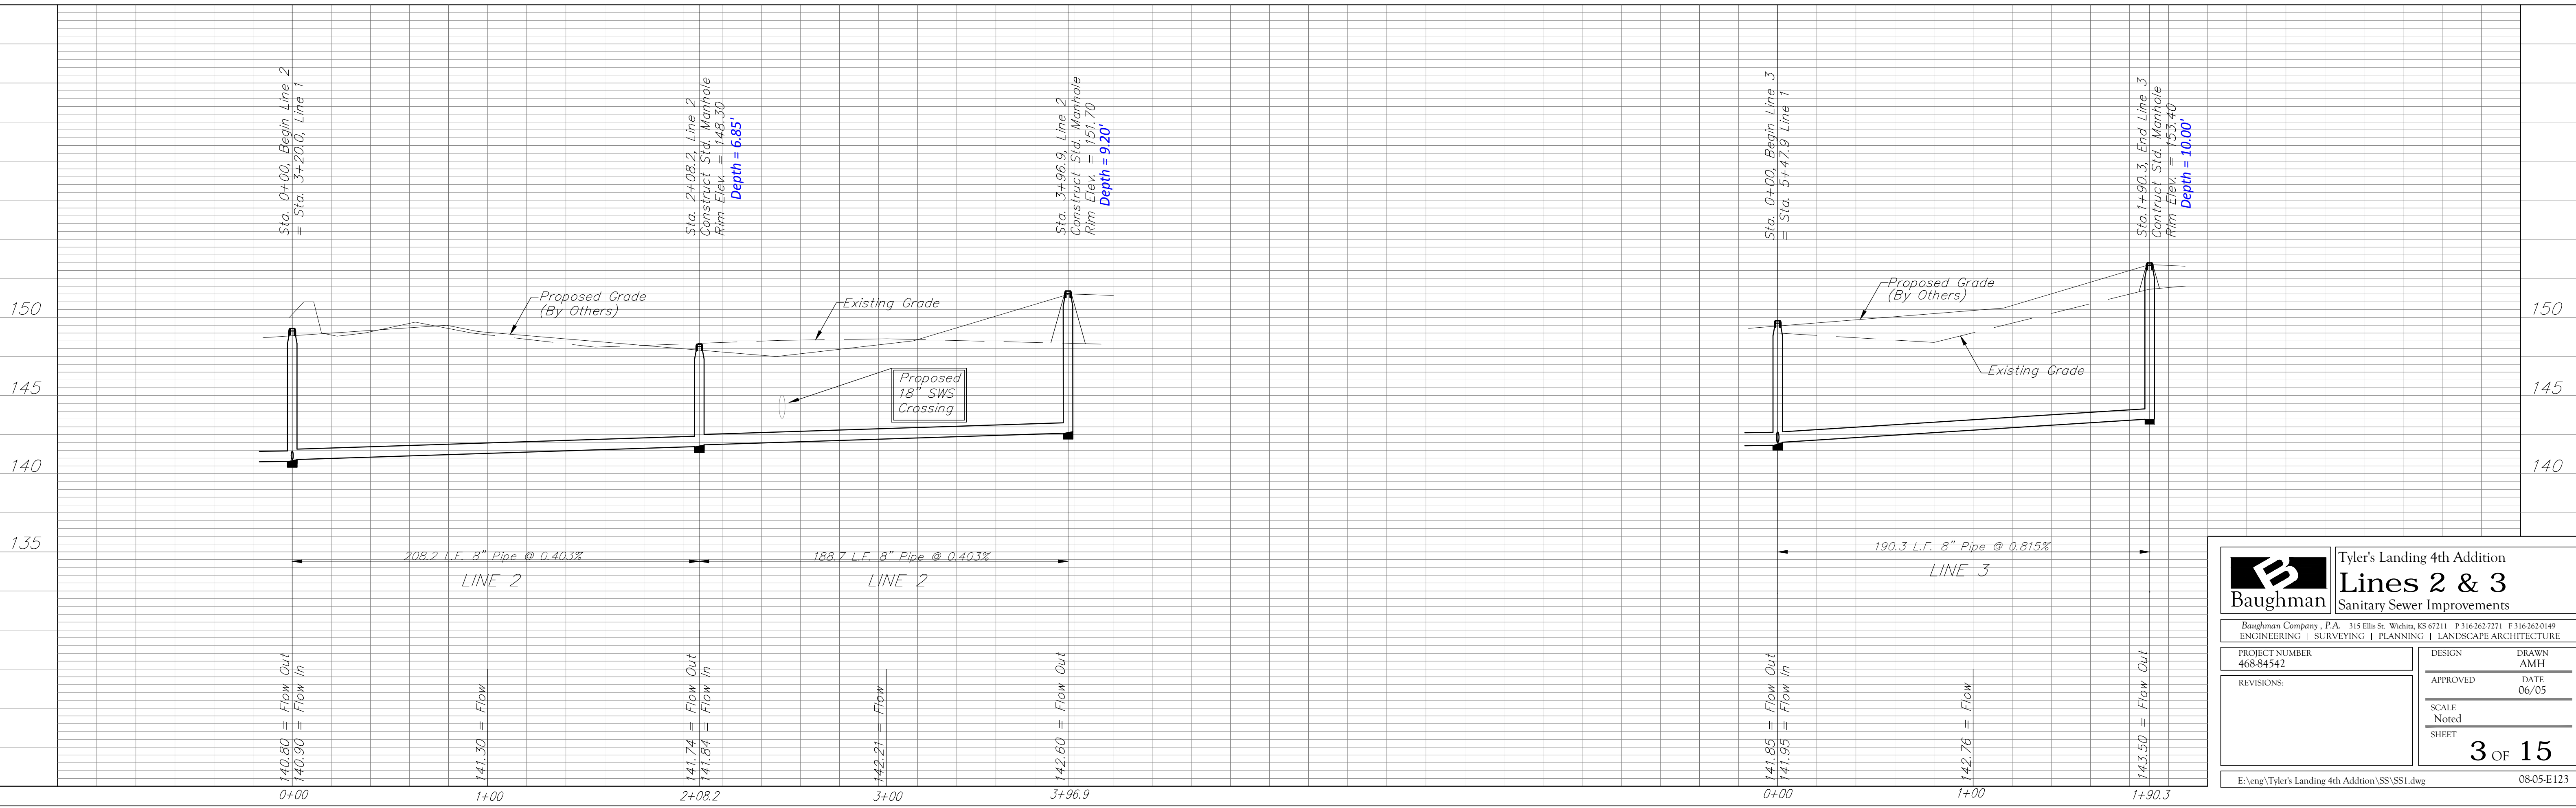 Sta. 0+00, Begin Line 2
= Sta. 3+20.0, Line 1
Sta. 2+08.2, Line 2
Construct Std. Manhole
Rim Elev. = 148.30
Depth = 6.85'
Sta. 3+96.9, Line 2
Construct Std. Manhole
Rim Elev. = 151.70
Depth = 9.20'
Sta. 0+00, Begin Line 3
= Sta. 5+47.9 Line 1
Sta.1+90.3, End Line 3
Contruct Std. Manhole
Rim Elev. = 153.40
Depth = 10.00'
150
145
140
135
150
145
140
Proposed Grade
(By Others)
Existing Grade
Proposed
18" SWS
Crossing
Proposed Grade
(By Others)
Existing Grade
208.2 L.F. 8" Pipe @ 0.403%
LINE 2
188.7 L.F. 8" Pipe @ 0.403%
LINE 2
190.3 L.F. 8" Pipe @ 0.815%
LINE 3
140.80 = Flow Out
140.90 = Flow In
141.30 = Flow
141.74 = Flow Out
141.84 = Flow In
142.21 = Flow
142.60 = Flow Out
141.85 = Flow Out
141.95 = Flow In
142.76 = Flow
143.50 = Flow Out
0+00
1+00
2+08.2
3+00
3+96.9
0+00
1+00
1+90.3
B
Baughman
Tyler's Landing 4th Addition
Lines 2 & 3
Sanitary Sewer Improvements
Baughman Company, P.A. 315 Ellis St. Wichita, KS 67211 P 316-262-7271 F 316-262-0149
ENGINEERING | SURVEYING | PLANNING | LANDSCAPE ARCHITECTURE
PROJECT NUMBER
468-84542
REVISIONS:
DESIGN
DRAWN
AMH
APPROVED
DATE
06/05
SCALE
Noted
SHEET
3 OF 15
E:\eng\Tyler's Landing 4th Addtion\SS\SS1.dwg
08-05-E123